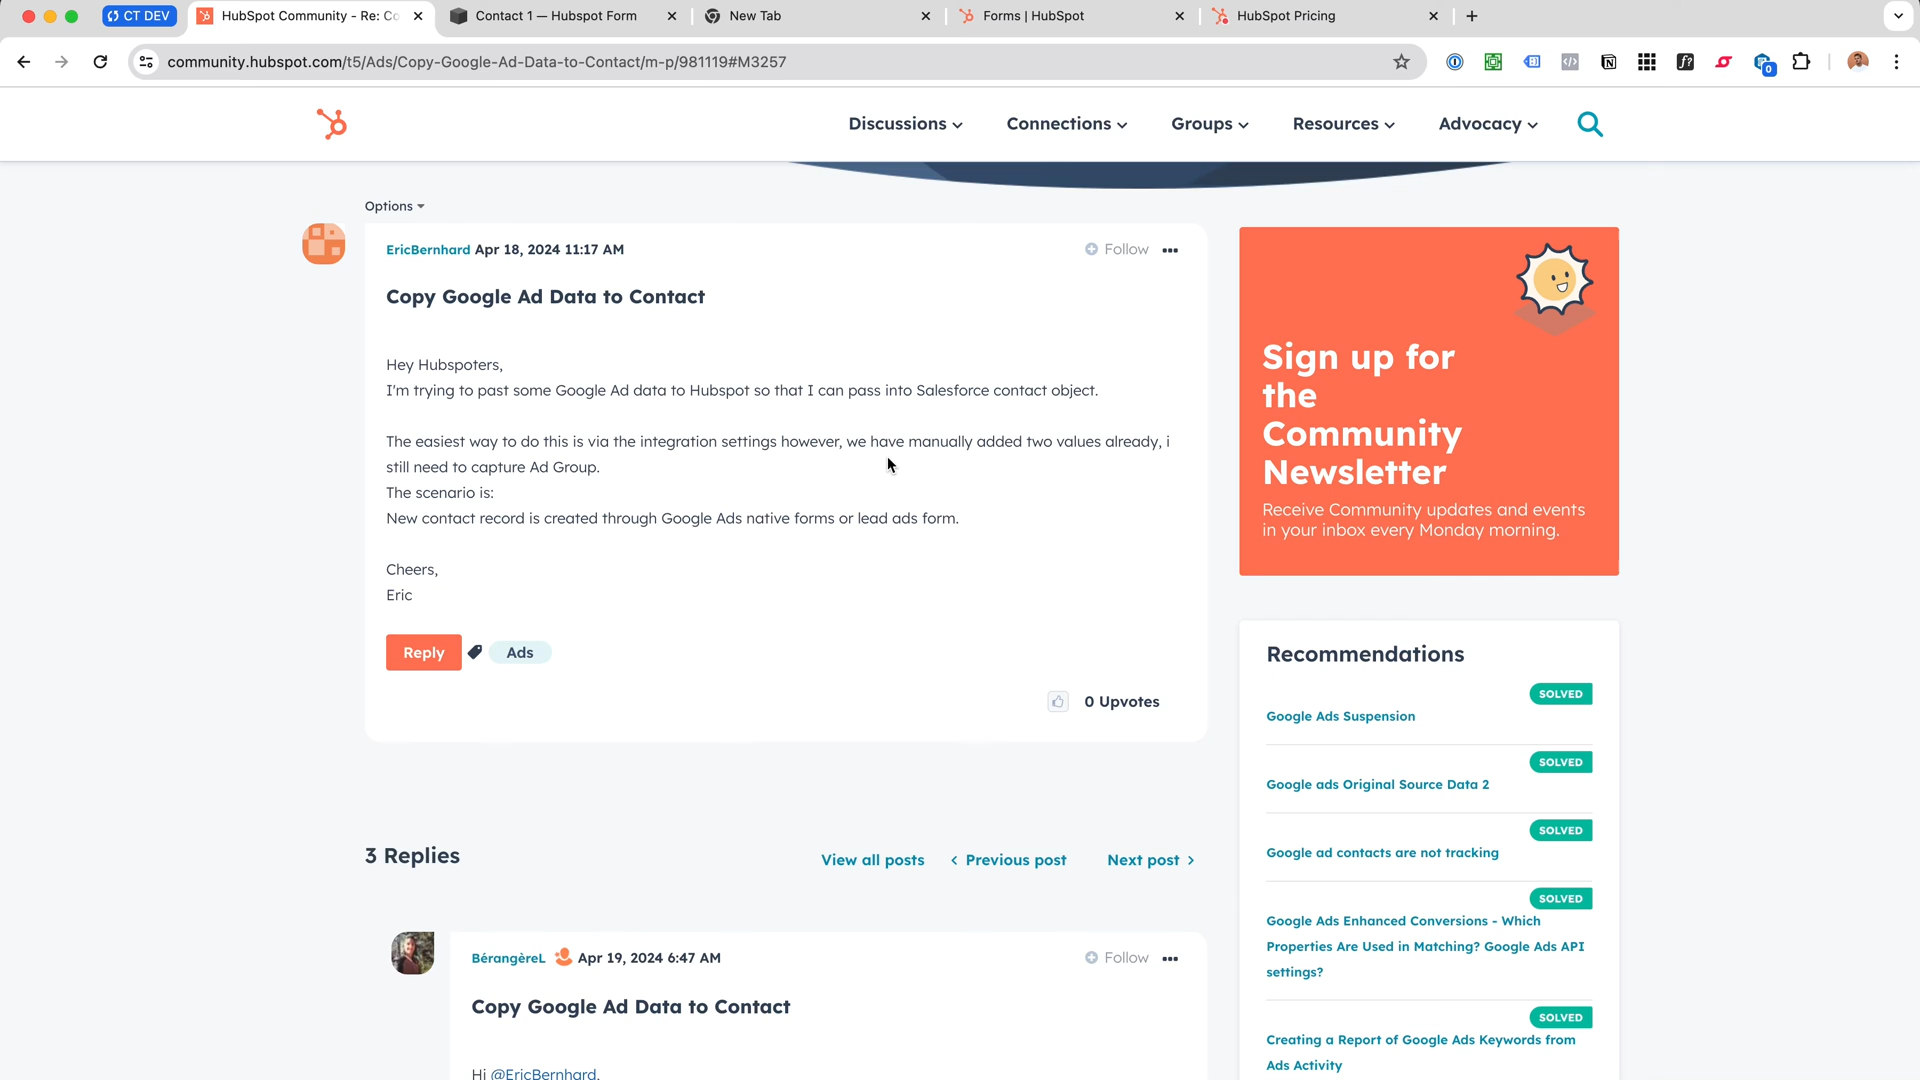 CT DEV
HubSpot Community - Re: Co
Contact 1 — Hubspot Form
New Tab
Forms | HubSpot
HubSpot Pricing
community.hubspot.com/t5/Ads/Copy-Google-Ad-Data-to-Contact/m-p/981119#M3257
0
Discussions
Connections
Groups
Resources
Advocacy
Options
EricBernhard Apr 18, 2024 11:17 AM
Follow
Copy Google Ad Data to Contact
Hey Hubspoters,
I'm trying to past some Google Ad data to Hubspot so that I can pass into Salesforce contact object.
The easiest way to do this is via the integration settings however, we have manually added two values already, i
still need to capture Ad Group.
The scenario is:
New contact record is created through Google Ads native forms or lead ads form.
Cheers,
Eric
Reply
Ads
0 Upvotes
3 Replies
View all posts
Previous post
Next post
BérangèreL Apr 19, 2024 6:47 AM
Follow
Copy Google Ad Data to Contact
Hi @EricBernhard,
Sign up for
the
Community
Newsletter
Receive Community updates and events
in your inbox every Monday morning.
Recommendations
SOLVED
Google Ads Suspension
SOLVED
Google ads Original Source Data 2
SOLVED
Google ad contacts are not tracking
SOLVED
Google Ads Enhanced Conversions - Which
Properties Are Used in Matching? Google Ads API
settings?
SOLVED
Creating a Report of Google Ads Keywords from
Ads Activity